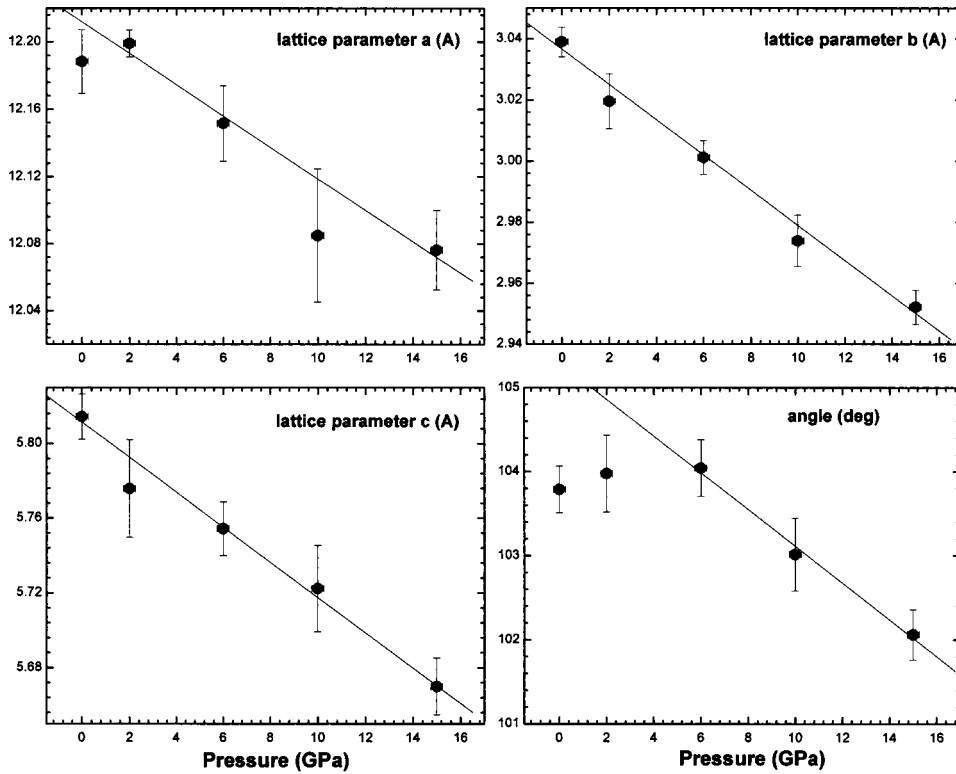 lattice parameter a (A)
12.20
12.16
12.12
12.08
12.04
0 2 4 6 8 10 12 14 16
lattice parameter b (A)
3.04
3.02
3.00
2.98
2.96
2.94
0 2 4 6 8 10 12 14 16
lattice parameter c (A)
5.80
5.76
5.72
5.68
0 2 4 6 8 10 12 14 16
Pressure (GPa)
angle (deg)
105
104
103
102
101
0 2 4 6 8 10 12 14 16
Pressure (GPa)